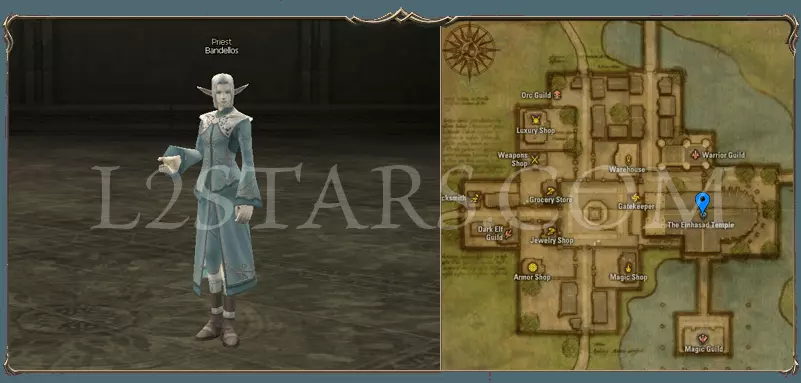 Priest
Bandellos
L2STARS.COM
Orc Guild
Luxury Shop
Weapons
Shop
Warehouse
Warrior Guild
cksmith
Grocery Store
Gatekeeper
The Einhasad Temple
Dark Elf
Guild
Jewelry Shop
Armor Shop
Magic Shop
Magic Guild